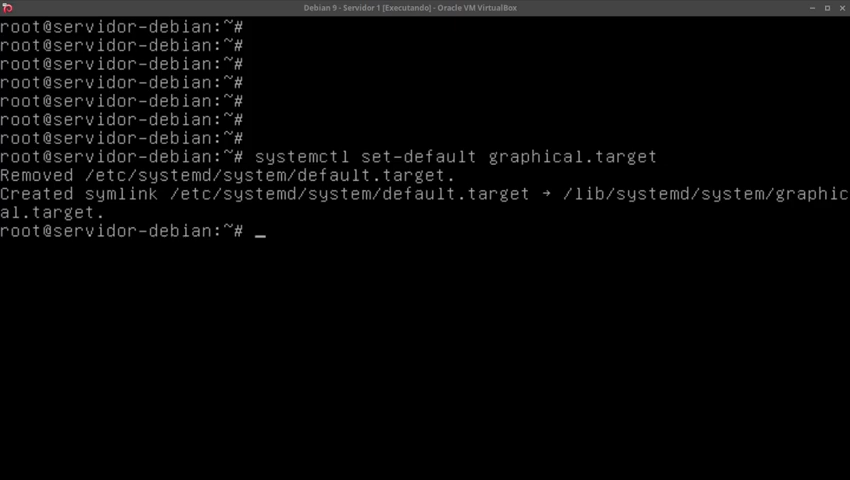 Debian 9 - Servidor 1 [Executando] - Oracle VM VirtualBox
root@servidor-debian:~#
root@servidor-debian:~#
root@servidor-debian:~#
root@servidor-debian:~#
root@servidor-debian:~#
root@servidor-debian:~#
root@servidor-debian:~#
root@servidor-debian:~# systemctl set-default graphical.target
Removed /etc/systemd/system/default.target.
Created symlink /etc/systemd/system/default.target → /lib/systemd/system/graphic
al.target.
root@servidor-debian:~# _